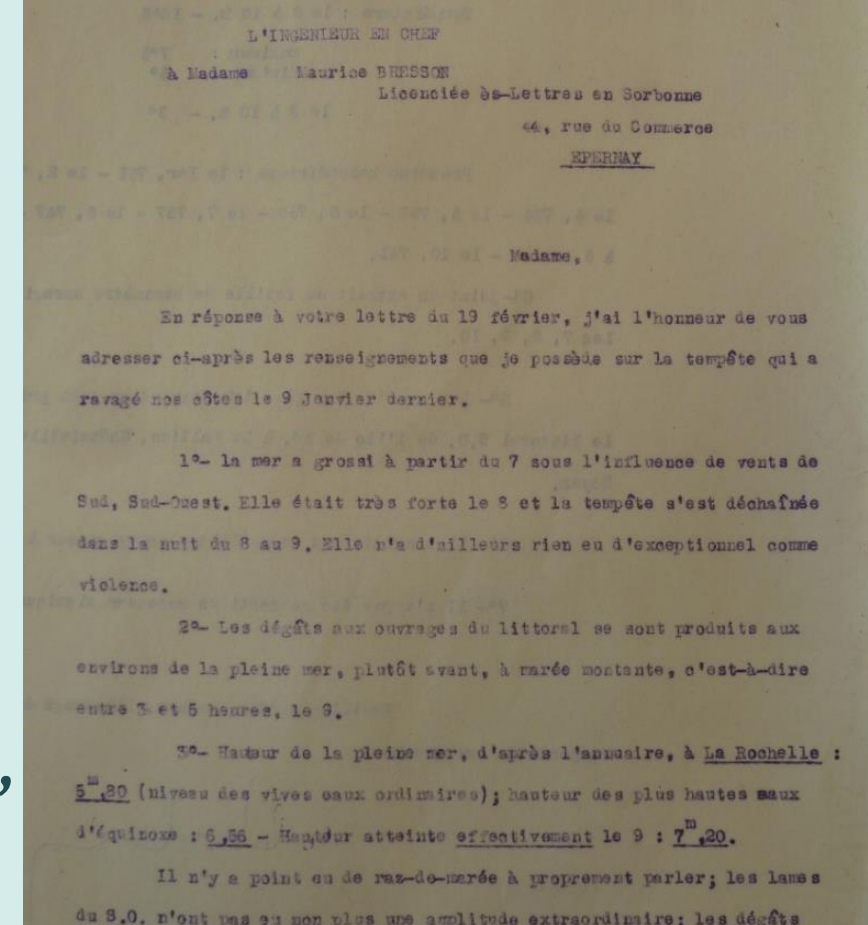 L'INGENIEUR EN CHEF
à Madame Maurice BRESSON
Licenciée ès-Lettres en Sorbonne
rue du Commerce
EPERNAY
Madame,
En réponse à votre lettre du 19 février, j'ai l'honneur de vous
adresser ci-après les renseignements que je possède sur la tempête qui a
ravagé nos côtes le 9 Janvier dernier.
1°- la mer a grossi à partir du 7 sous l'influence de vents de
Sud, Sud-Ouest. Elle était très forte le 8 et la tempête s'est déchaînée
dans la nuit du 8 au 9. Elle n'a d'ailleurs rien eu d'exceptionnel comme
violence.
2°- Les dégâts aux ouvrages du littoral se sont produits aux
environs de la pleine mer, plutôt avant, à marée montante, c'est-à-dire
entre 3 et 5 heures, le 9.
3°- Hauteur de la pleine mer, d'après l'annuaire, à La Rochelle :
5m,80 (niveau des vives eaux ordinaires); hauteur des plus hautes eaux
d'équinoxe : 6,56 - Hauteur atteinte effectivement le 9 : 7m,20.
Il n'y a point eu de raz-de-marée à proprement parler; les lames
du S.O. n'ont pas eu non plus une amplitude extraordinaire; les dégâts